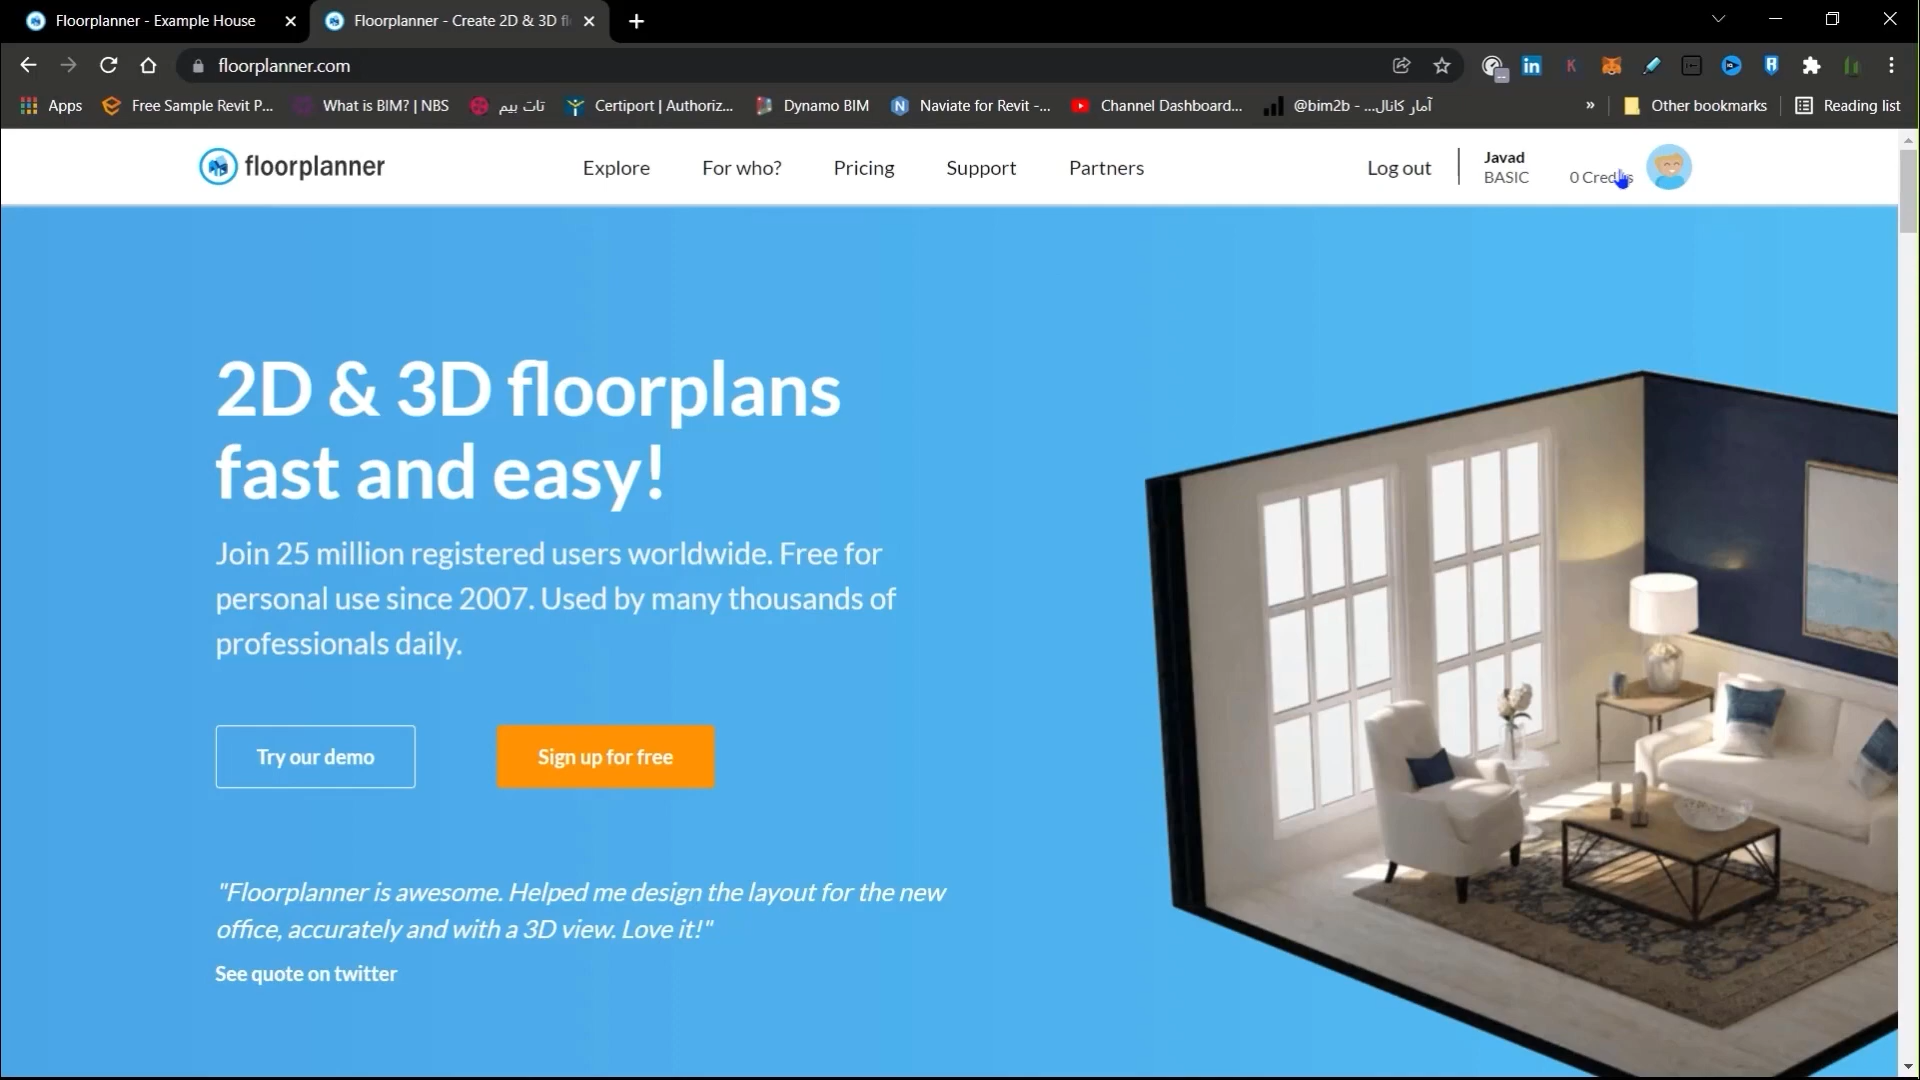 Floorplanner - Example House
Floorplanner - Create 2D & 3D fl
floorplanner.com
Apps
Free Sample Revit P...
What is BIM? | NBS
تات بیم
Certiport | Authoriz...
Dynamo BIM
Naviate for Revit -...
Channel Dashboard...
@bim2b - ...آمار کانال
»
Other bookmarks
Reading list
floorplanner
Explore
For who?
Pricing
Support
Partners
Log out
Javad
BASIC
0 Credits
2D & 3D floorplans
fast and easy!
Join 25 million registered users worldwide. Free for
personal use since 2007. Used by many thousands of
professionals daily.
Try our demo
Sign up for free
"Floorplanner is awesome. Helped me design the layout for the new
office, accurately and with a 3D view. Love it!"
See quote on twitter